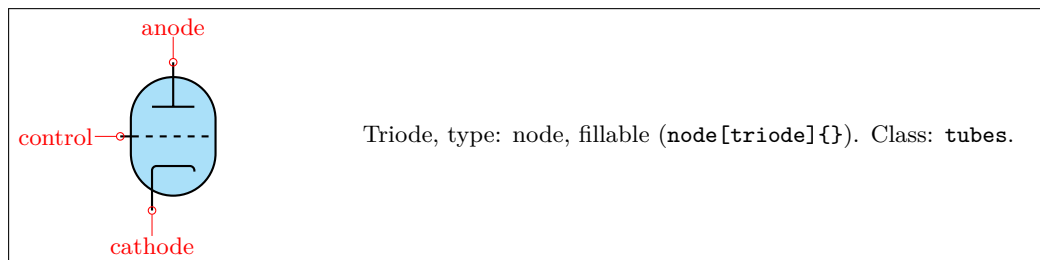 anode
control
Triode, type: node, fillable (node[triode]{}). Class: tubes.
cathode